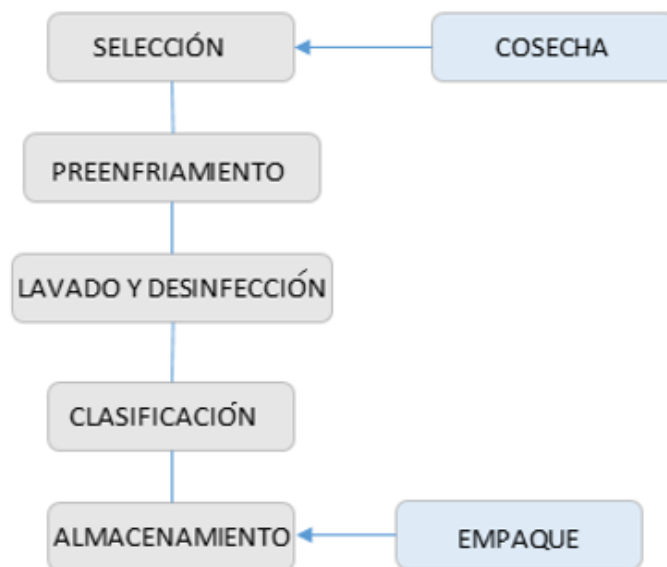 SELECCIÓN
COSECHA
PREENFRIAMIENTO
LAVADO Y DESINFECCIÓN
CLASIFICACIÓN
ALMACENAMIENTO
EMPAQUE